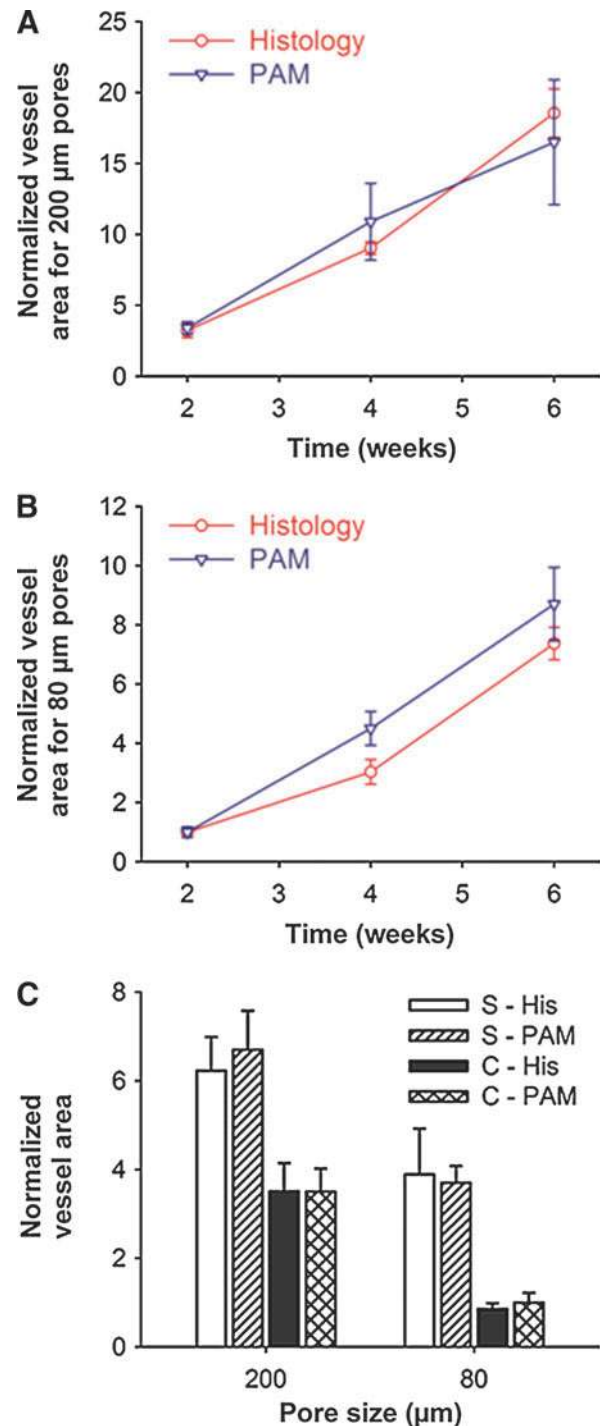 A
Histology
PAM
Normalized vessel
area for 200 µm pores
25
20
15
10
5
0
2 3 4 5 6
Time (weeks)
B
Histology
PAM
Normalized vessel
area for 80 µm pores
12
10
8
6
4
2
0
2 3 4 5 6
Time (weeks)
C
S - His
S - PAM
C - His
C - PAM
Normalized
vessel area
8
6
4
2
0
200 80
Pore size (µm)